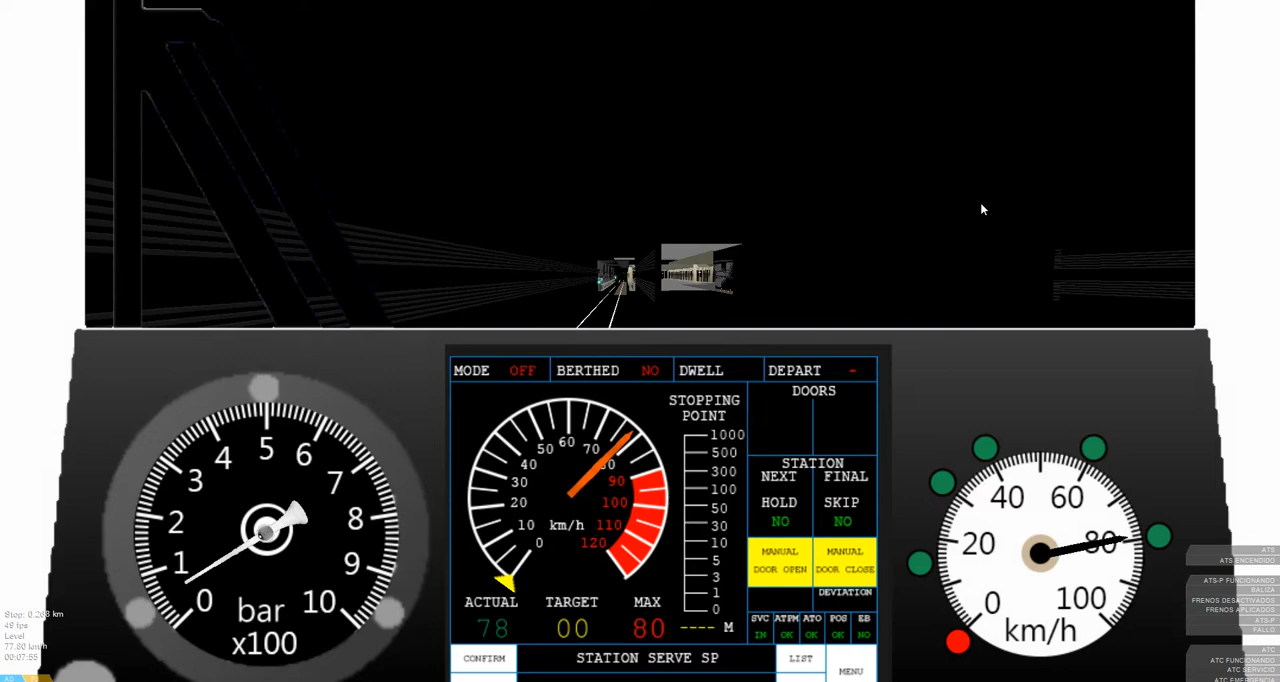 MODE OFF BERTHED NO DWELL DEPART -
DOORS
STOPPING
POINT
1000
500
300
100
50
30
10
5
3
1
0
M
STATION
NEXT FINAL
HOLD SKIP
NO NO
MANUAL
DOOR OPEN
MANUAL
DOOR CLOSE
DEVIATION
SVC ATPM ATO POS EB
IN OK OK OK NO
0 10 20 30 40 50 60 70 80 90 100 110 120
km/h
ACTUAL TARGET MAX
78 00 80
CONFIRM STATION SERVE SP LIST MENU
0 1 2 3 4 5 6 7 8 9 10
bar
x100
0 20 40 60 80 100
km/h
Level
00:07:55
ATS
ATS ENCENDIDO
ATS-P FUNCIONANDO
BALIZA
FRENOS DESACTIVADOS
FRENOS APLICADOS
ATS-P
FALLO
ATC
ATC FUNCIONANDO
ATC SERVICIO
ATC EMERGENCIA